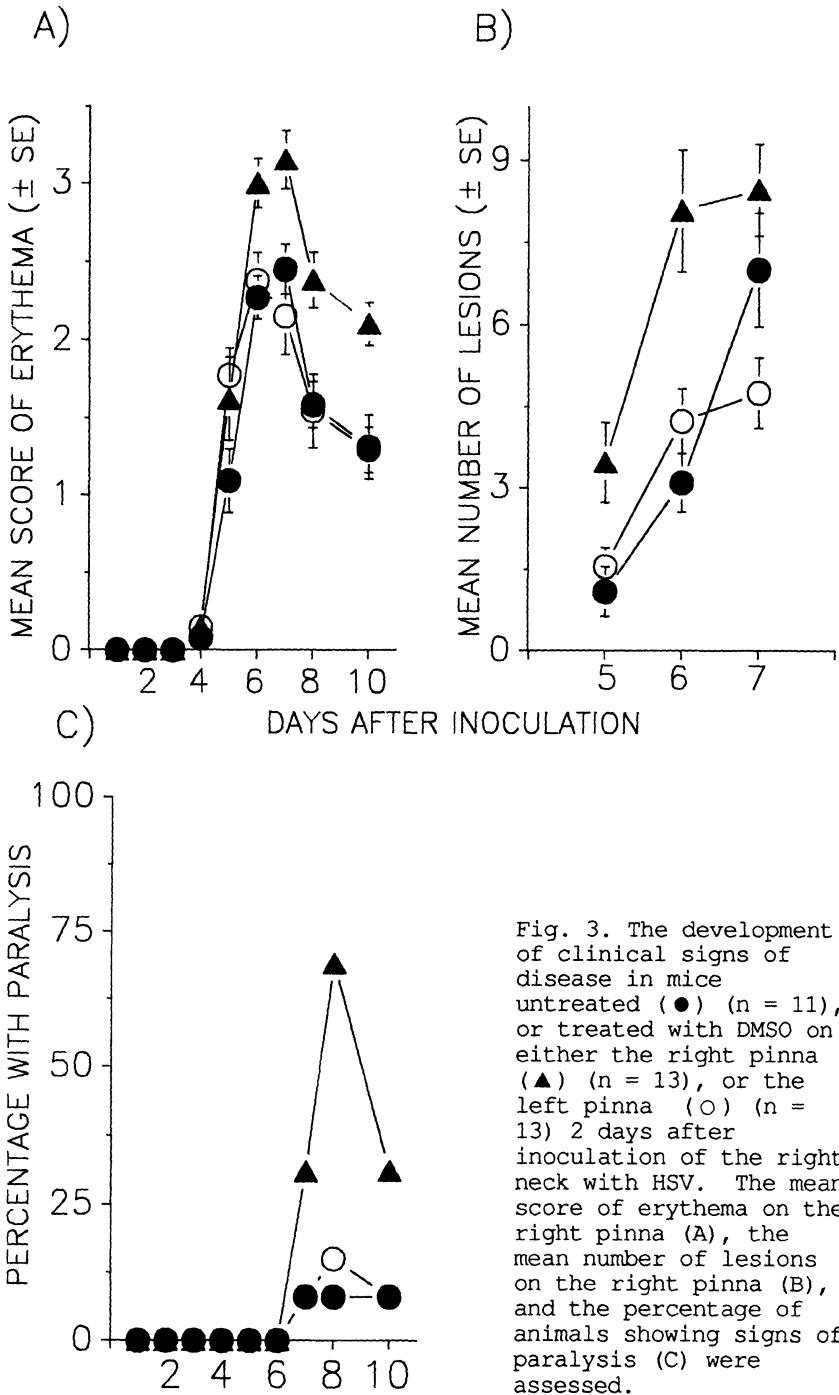 A)
MEAN SCORE OF ERYTHEMA (± SE)
3
2
1
0
2 4 6 8 10
B)
MEAN NUMBER OF LESIONS (± SE)
9
6
3
0
5 6 7
DAYS AFTER INOCULATION
C)
PERCENTAGE WITH PARALYSIS
100
75
50
25
0
2 4 6 8 10
Fig. 3. The development
of clinical signs of
disease in mice
untreated (●) (n = 11),
or treated with DMSO on
either the right pinna
(▲) (n = 13), or the
left pinna (○) (n =
13) 2 days after
inoculation of the right
neck with HSV. The mean
score of erythema on the
right pinna (A), the
mean number of lesions
on the right pinna (B),
and the percentage of
animals showing signs of
paralysis (C) were
assessed.